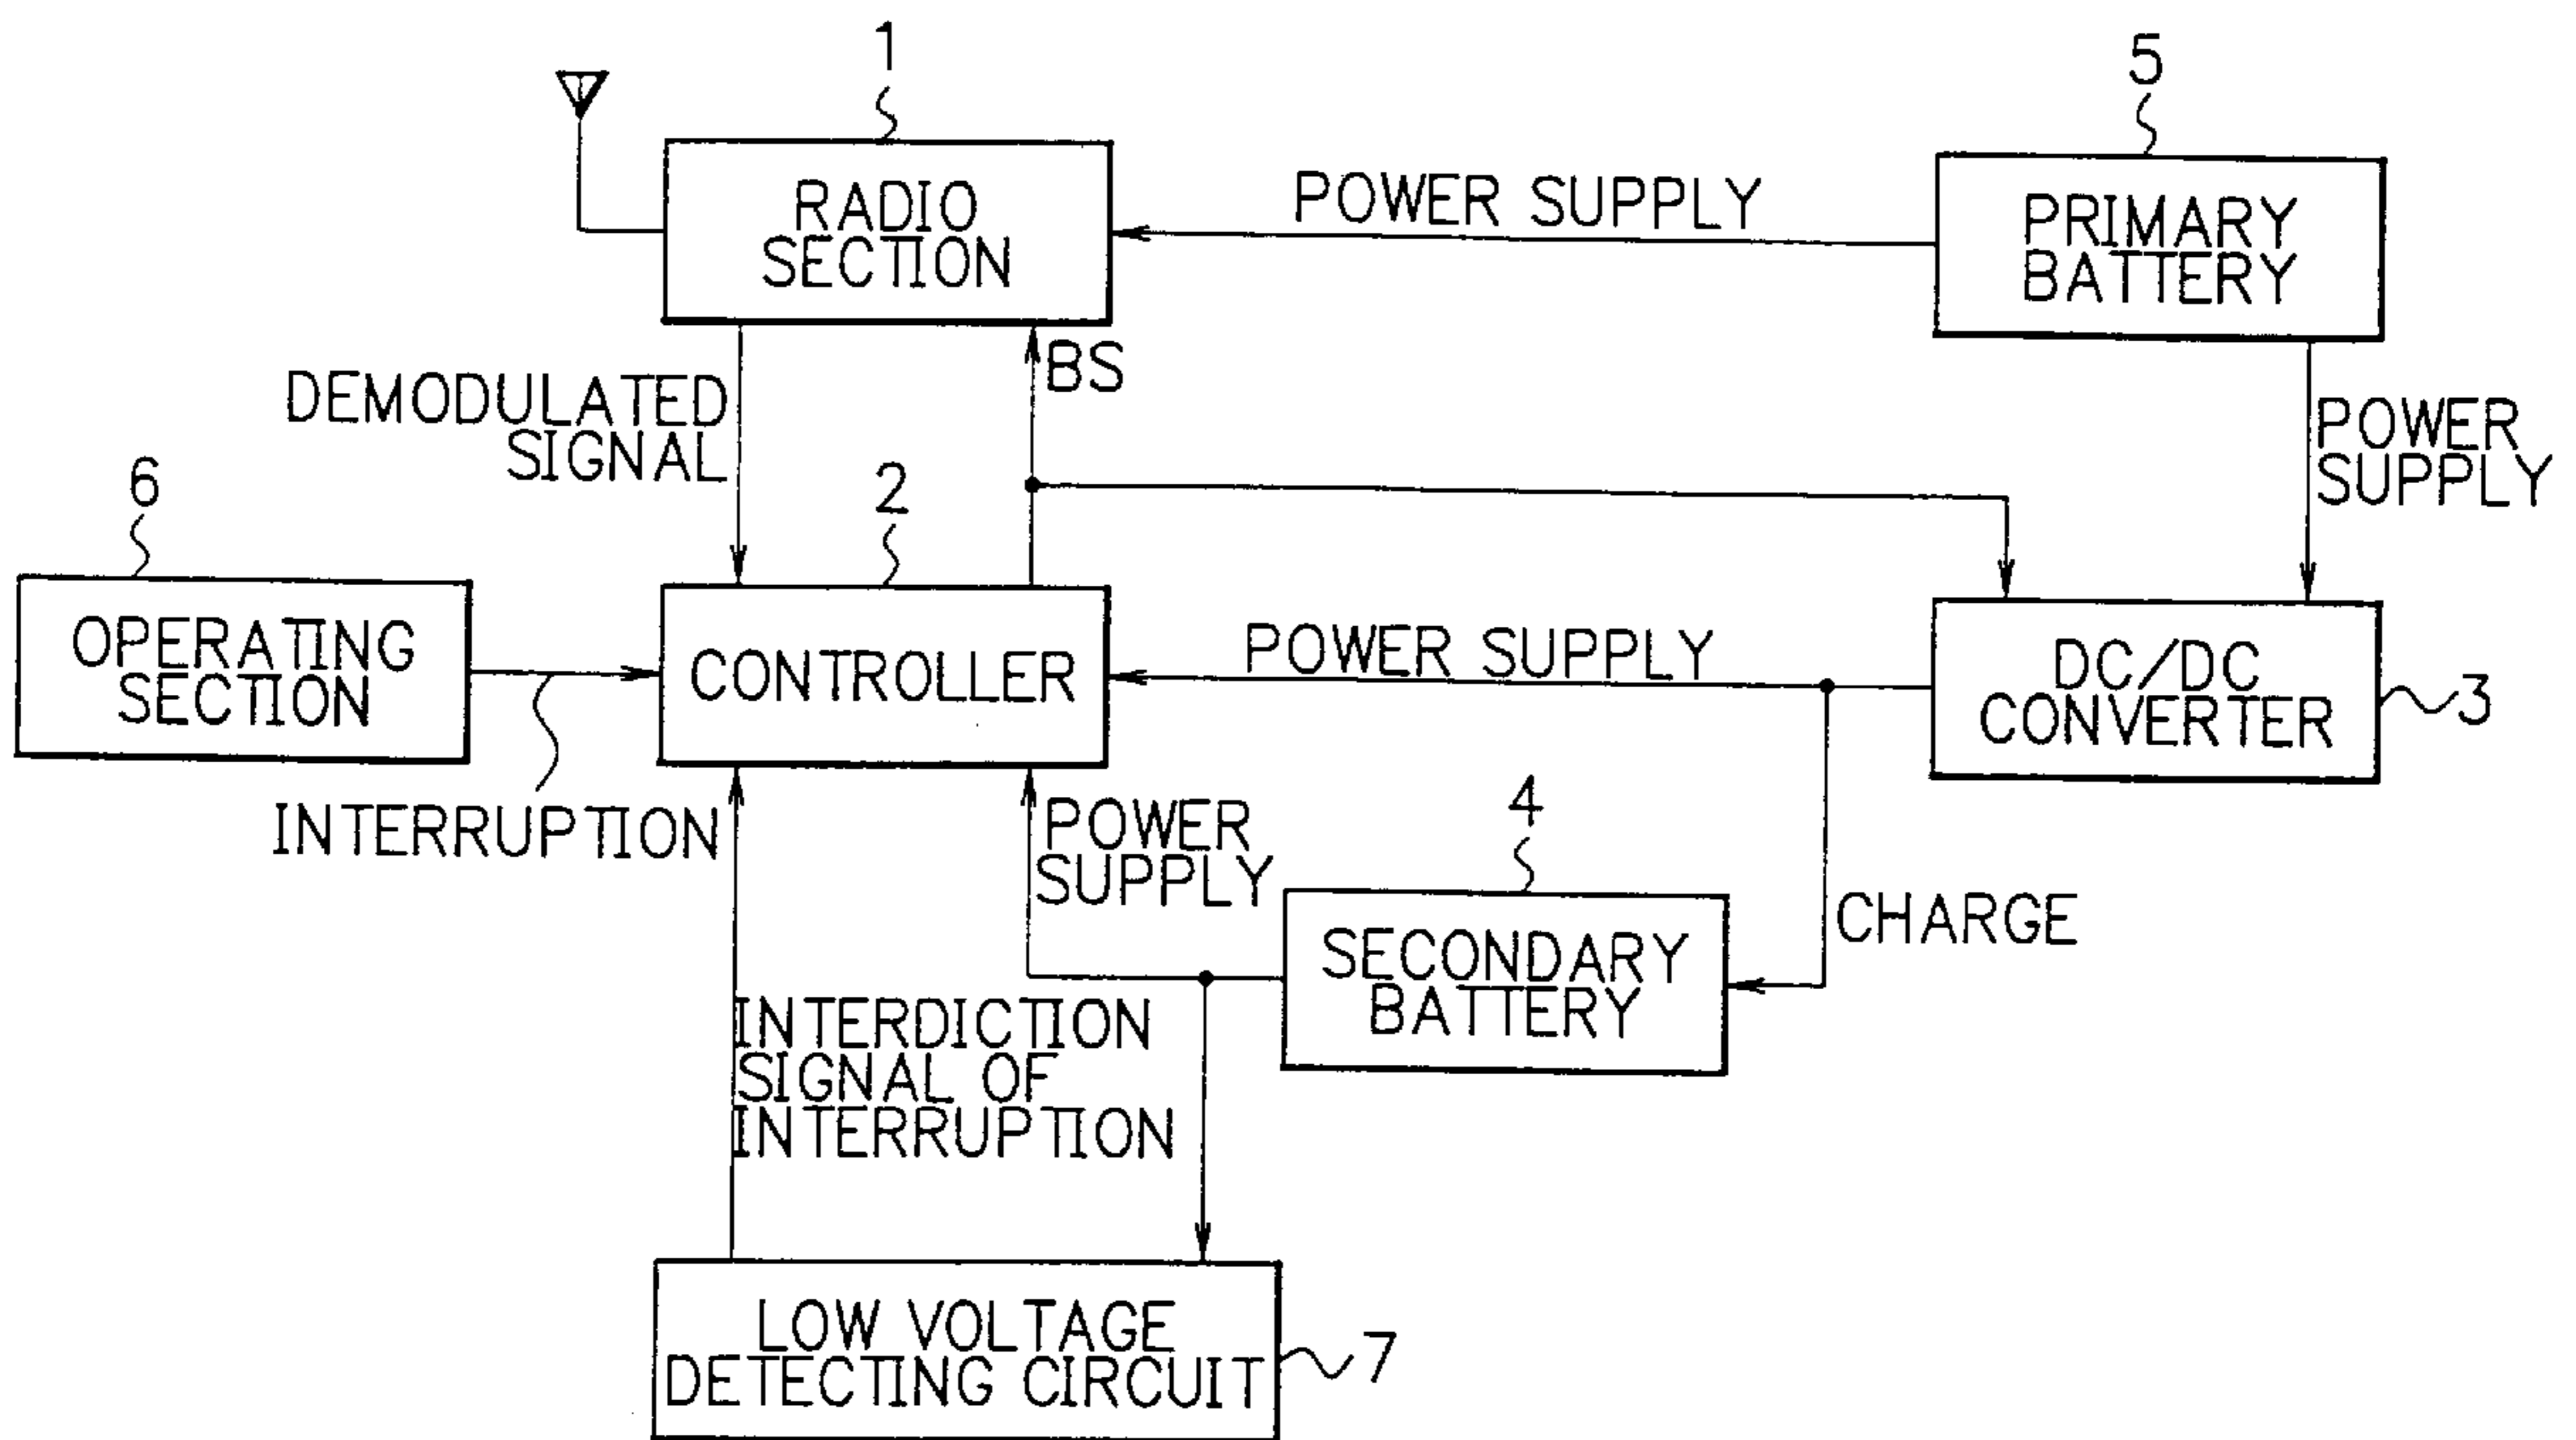 1
5
RADIO
SECTION
POWER SUPPLY
PRIMARY
BATTERY
BS
DEMODULATED
SIGNAL
POWER
SUPPLY
6
2
OPERATING
SECTION
CONTROLLER
POWER SUPPLY
DC/DC
CONVERTER
3
INTERRUPTION
POWER
SUPPLY
4
CHARGE
SECONDARY
BATTERY
INTERDICTION
SIGNAL OF
INTERRUPTION
LOW VOLTAGE
DETECTING CIRCUIT
7